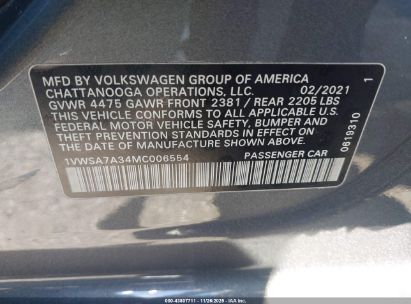 MFD BY VOLKSWAGEN GROUP OF AMERICA
CHATTANOOGA OPERATIONS, LLC. 02/2021 1
GVWR 4475 GAWR FRONT 2381 / REAR 2205 LBS
THIS VEHICLE CONFORMS TO ALL APPLICABLE U.S.
FEDERAL MOTOR VEHICLE SAFETY, BUMPER AND
THEFT PREVENTION STANDARDS IN EFFECT ON
THE DATE OF MANUFACTURE SHOWN ABOVE
1VWSA7A34MC006554 PASSENGER CAR
0619310